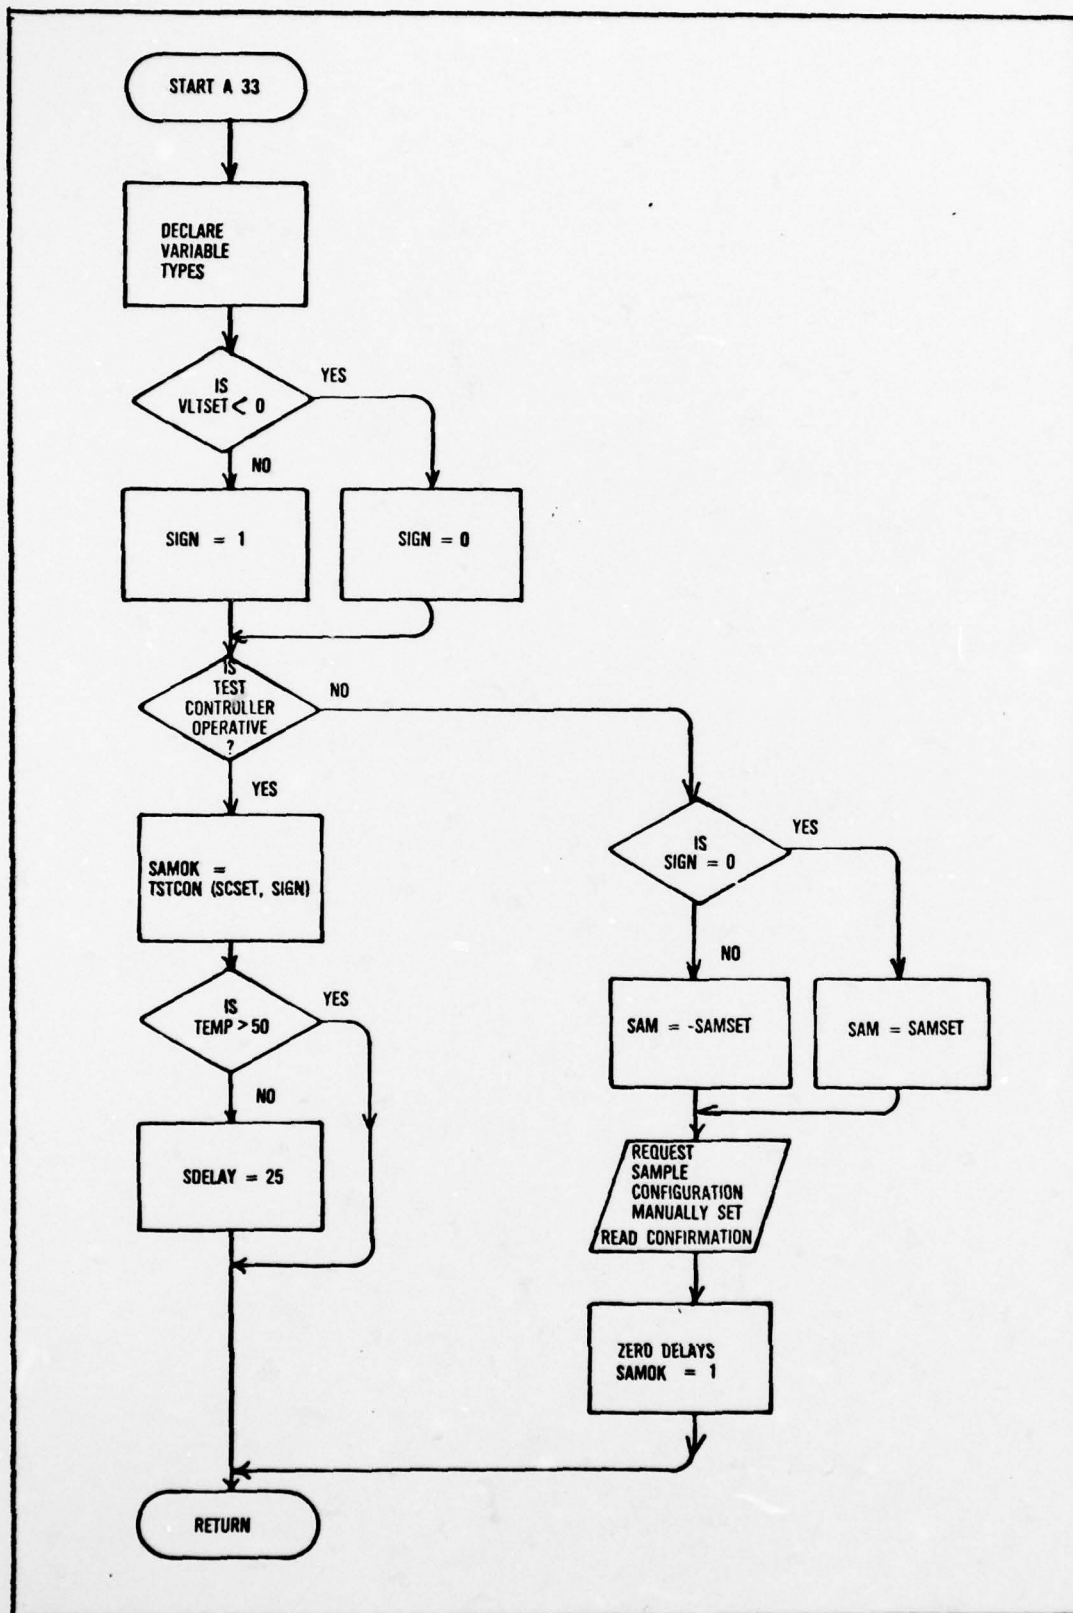 START A 33
DECLARE
VARIABLE
TYPES
IS
VLTSET < 0
YES
NO
SIGN = 1
SIGN = 0
IS
TEST
CONTROLLER
OPERATIVE
?
NO
YES
SAMOK =
TSTCON (SCSET, SIGN)
IS
TEMP > 50
YES
NO
SDELAY = 25
IS
SIGN = 0
YES
NO
SAM = -SAMSET
SAM = SAMSET
REQUEST
SAMPLE
CONFIGURATION
MANUALLY SET
READ CONFIRMATION
ZERO DELAYS
SAMOK = 1
RETURN